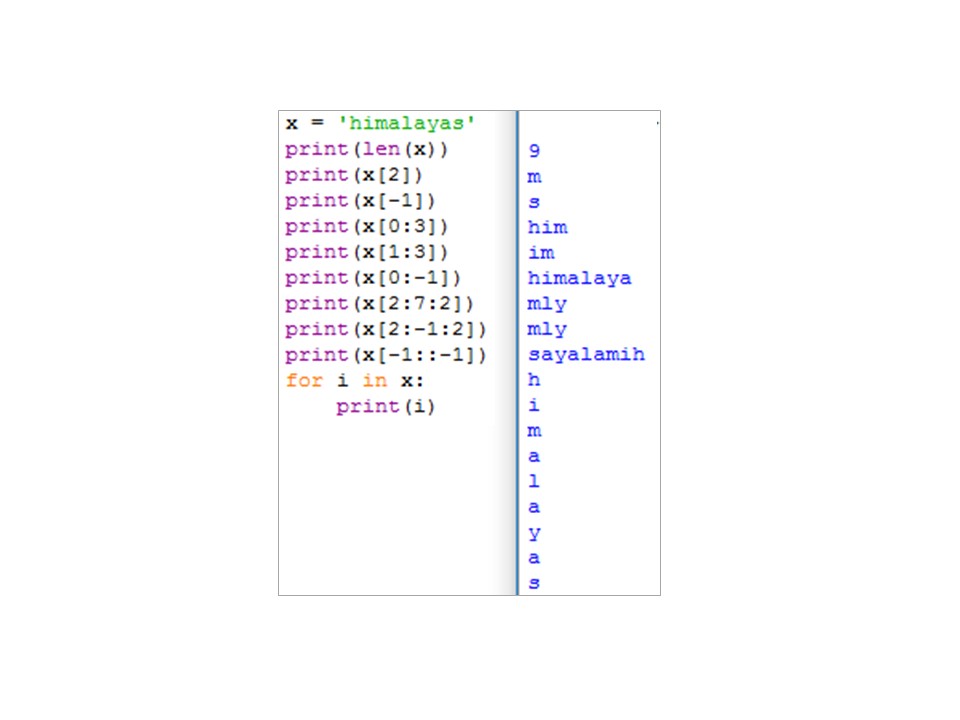 x = 'himalayas'
print(len(x))
print(x[2])
print(x[-1])
print(x[0:3])
print(x[1:3])
print(x[0:-1])
print(x[2:7:2])
print(x[2:-1:2])
print(x[-1::-1])
for i in x:
    print(i)
9
m
s
him
im
himalaya
mly
mly
sayalamih
h
i
m
a
l
a
y
a
s